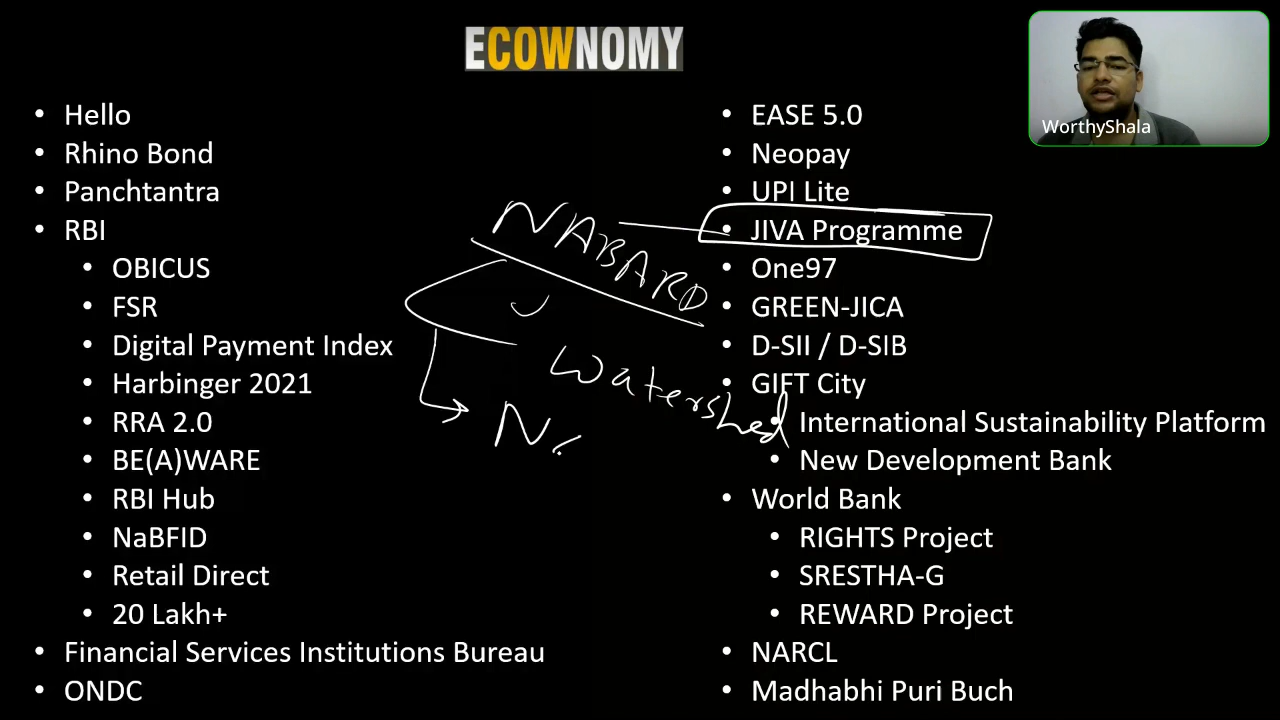 ECOWNOMY
WorthyShala
Hello
Rhino Bond
Panchtantra
RBI
OBICUS
FSR
Digital Payment Index
Harbinger 2021
RRA 2.0
BE(A)WARE
RBI Hub
NaBFID
Retail Direct
20 Lakh+
Financial Services Institutions Bureau
ONDC
NABARD
Watershed
EASE 5.0
Neopay
UPI Lite
JIVA Programme
One97
GREEN-JICA
D-SII / D-SIB
GIFT City
International Sustainability Platform
New Development Bank
World Bank
RIGHTS Project
SRESTHA-G
REWARD Project
NARCL
Madhabhi Puri Buch